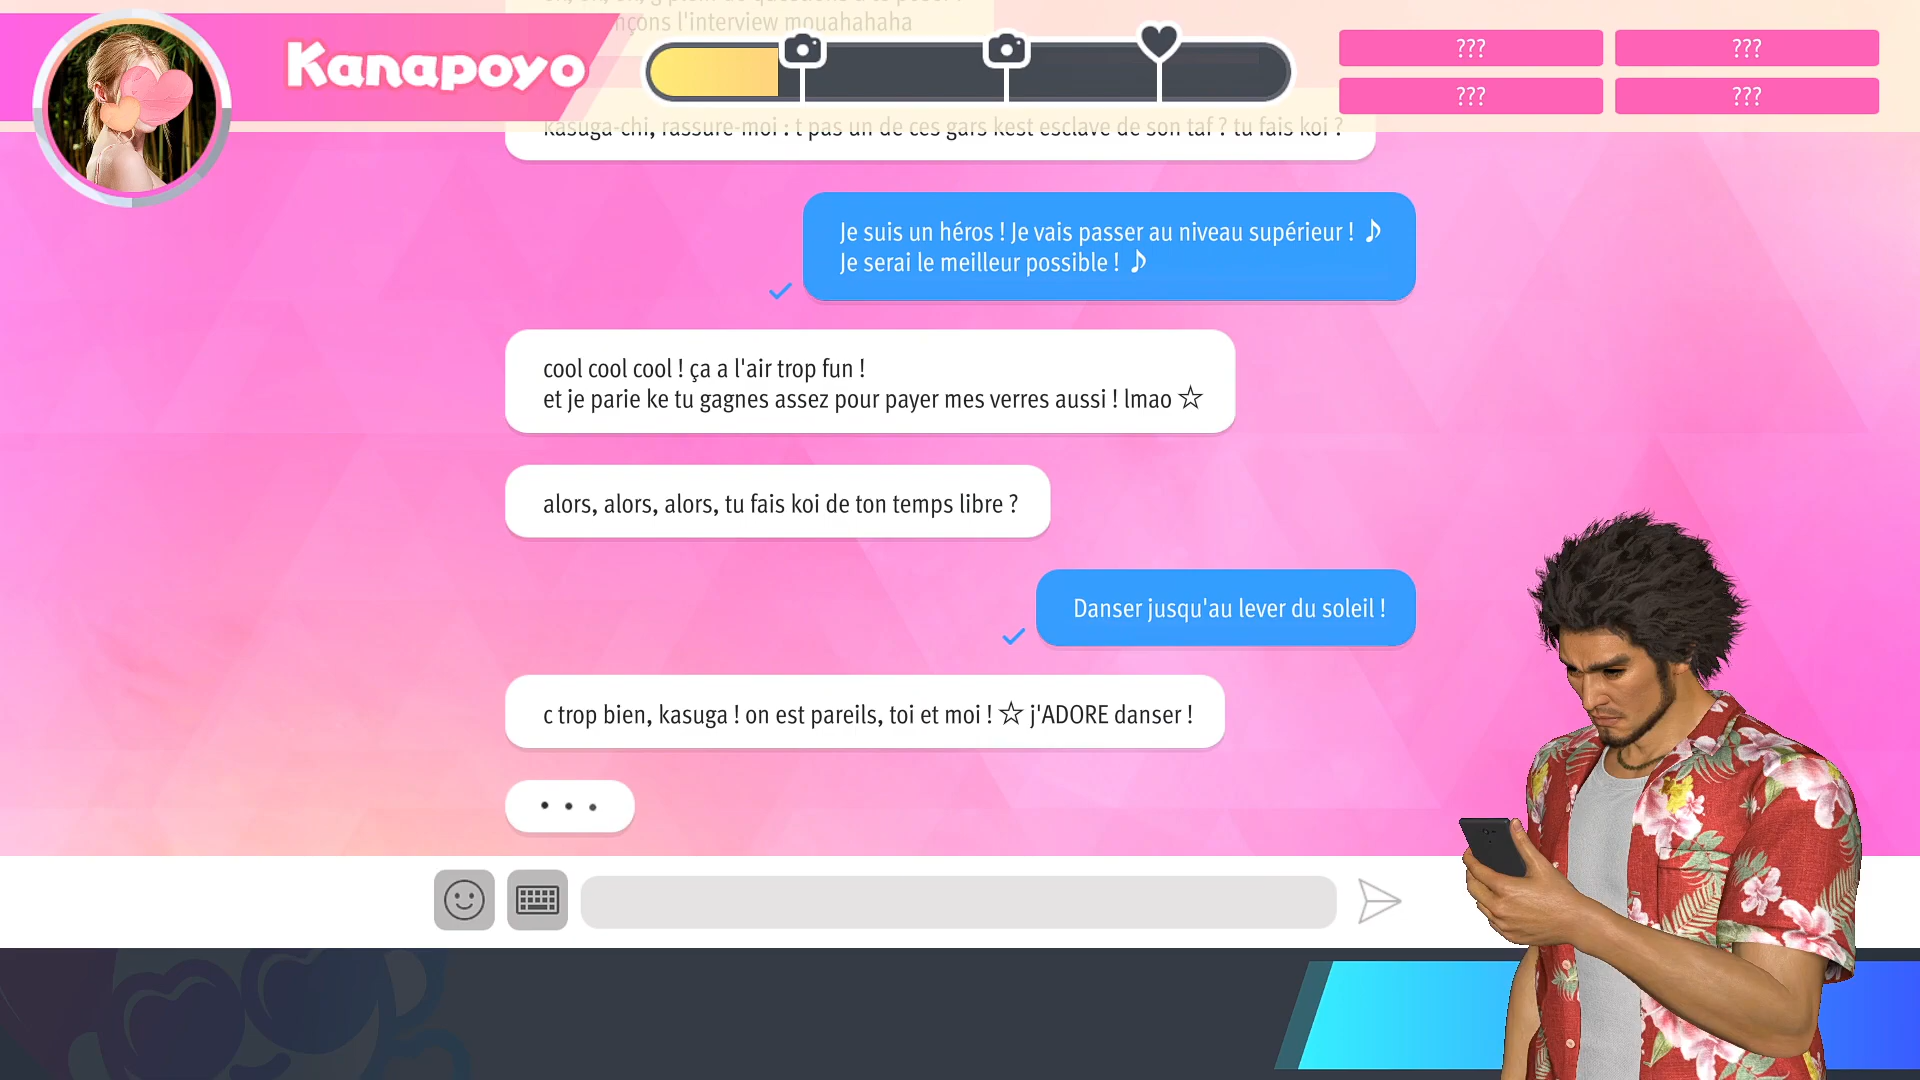 nçons l'interview mouahahaha
Kanapoyo
???
???
???
???
kasuga-chi, rassure-moi : t pas un de ces gars kest esclave de son taf ? tu fais koi ?
Je suis un héros ! Je vais passer au niveau supérieur ! ♪
Je serai le meilleur possible ! ♪
cool cool cool ! ça a l'air trop fun !
et je parie ke tu gagnes assez pour payer mes verres aussi ! lmao ☆
alors, alors, alors, tu fais koi de ton temps libre ?
Danser jusqu'au lever du soleil !
c trop bien, kasuga ! on est pareils, toi et moi ! ☆ j'ADORE danser !
• • •